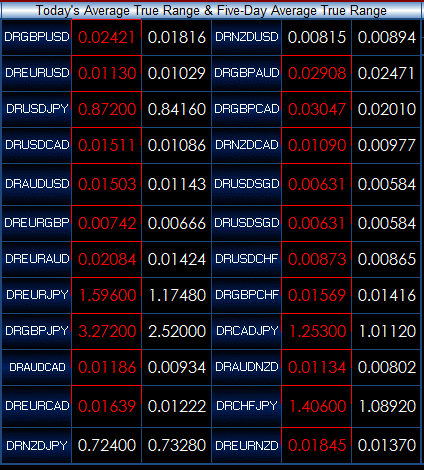 Today's Average True Range & Five-Day Average True Range
DRGBPUSD 0.02421 0.01816 DRNZDUSD 0.00815 0.00894
DREURUSD 0.01130 0.01029 DRGBPAUD 0.02908 0.02471
DRUSDJPY 0.87200 0.84160 DRGBPCAD 0.03047 0.02010
DRUSDCAD 0.01511 0.01086 DRNZDCAD 0.01090 0.00977
DRAUDUSD 0.01503 0.01143 DRUSDSGD 0.00631 0.00584
DREURGBP 0.00742 0.00666 DRUSDSGD 0.00631 0.00584
DREURAUD 0.02084 0.01424 DRUSDCHF 0.00873 0.00865
DREURJPY 1.59600 1.17480 DRGBPCHF 0.01569 0.01416
DRGBPJPY 3.27200 2.52000 DRCADJPY 1.25300 1.01120
DRAUDCAD 0.01186 0.00934 DRAUDNZD 0.01134 0.00802
DREURCAD 0.01639 0.01222 DRCHFJPY 1.40600 1.08920
DRNZDJPY 0.72400 0.73280 DREURNZD 0.01845 0.01370